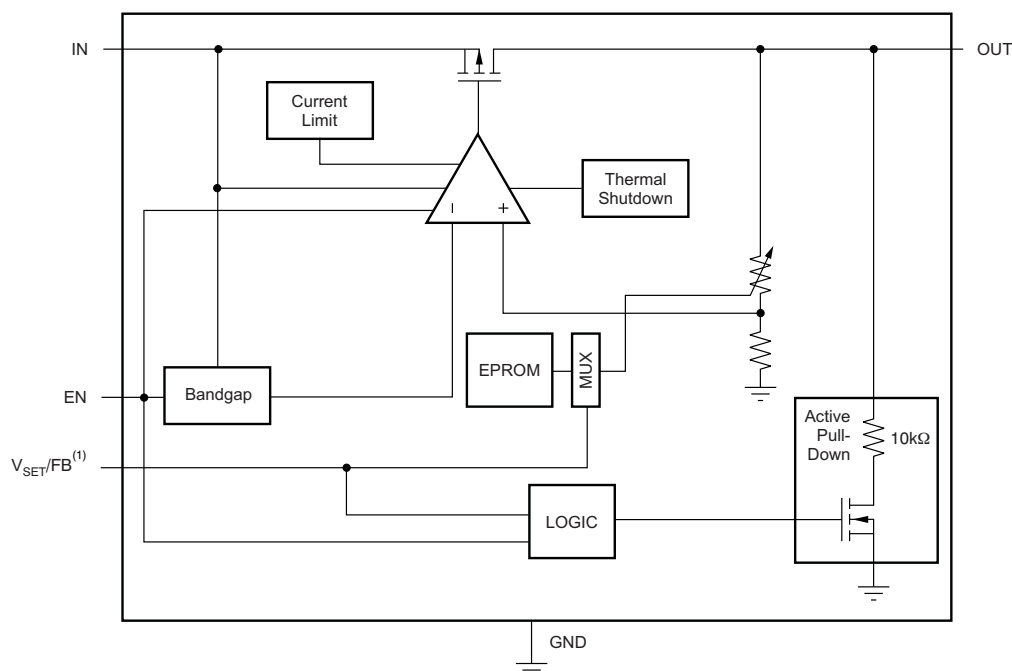 IN
OUT
Current
Limit
Thermal
Shutdown
EPROM
MUX
EN
Bandgap
Active
Pull-
Down
10kΩ
V_SET/FB(1)
LOGIC
GND